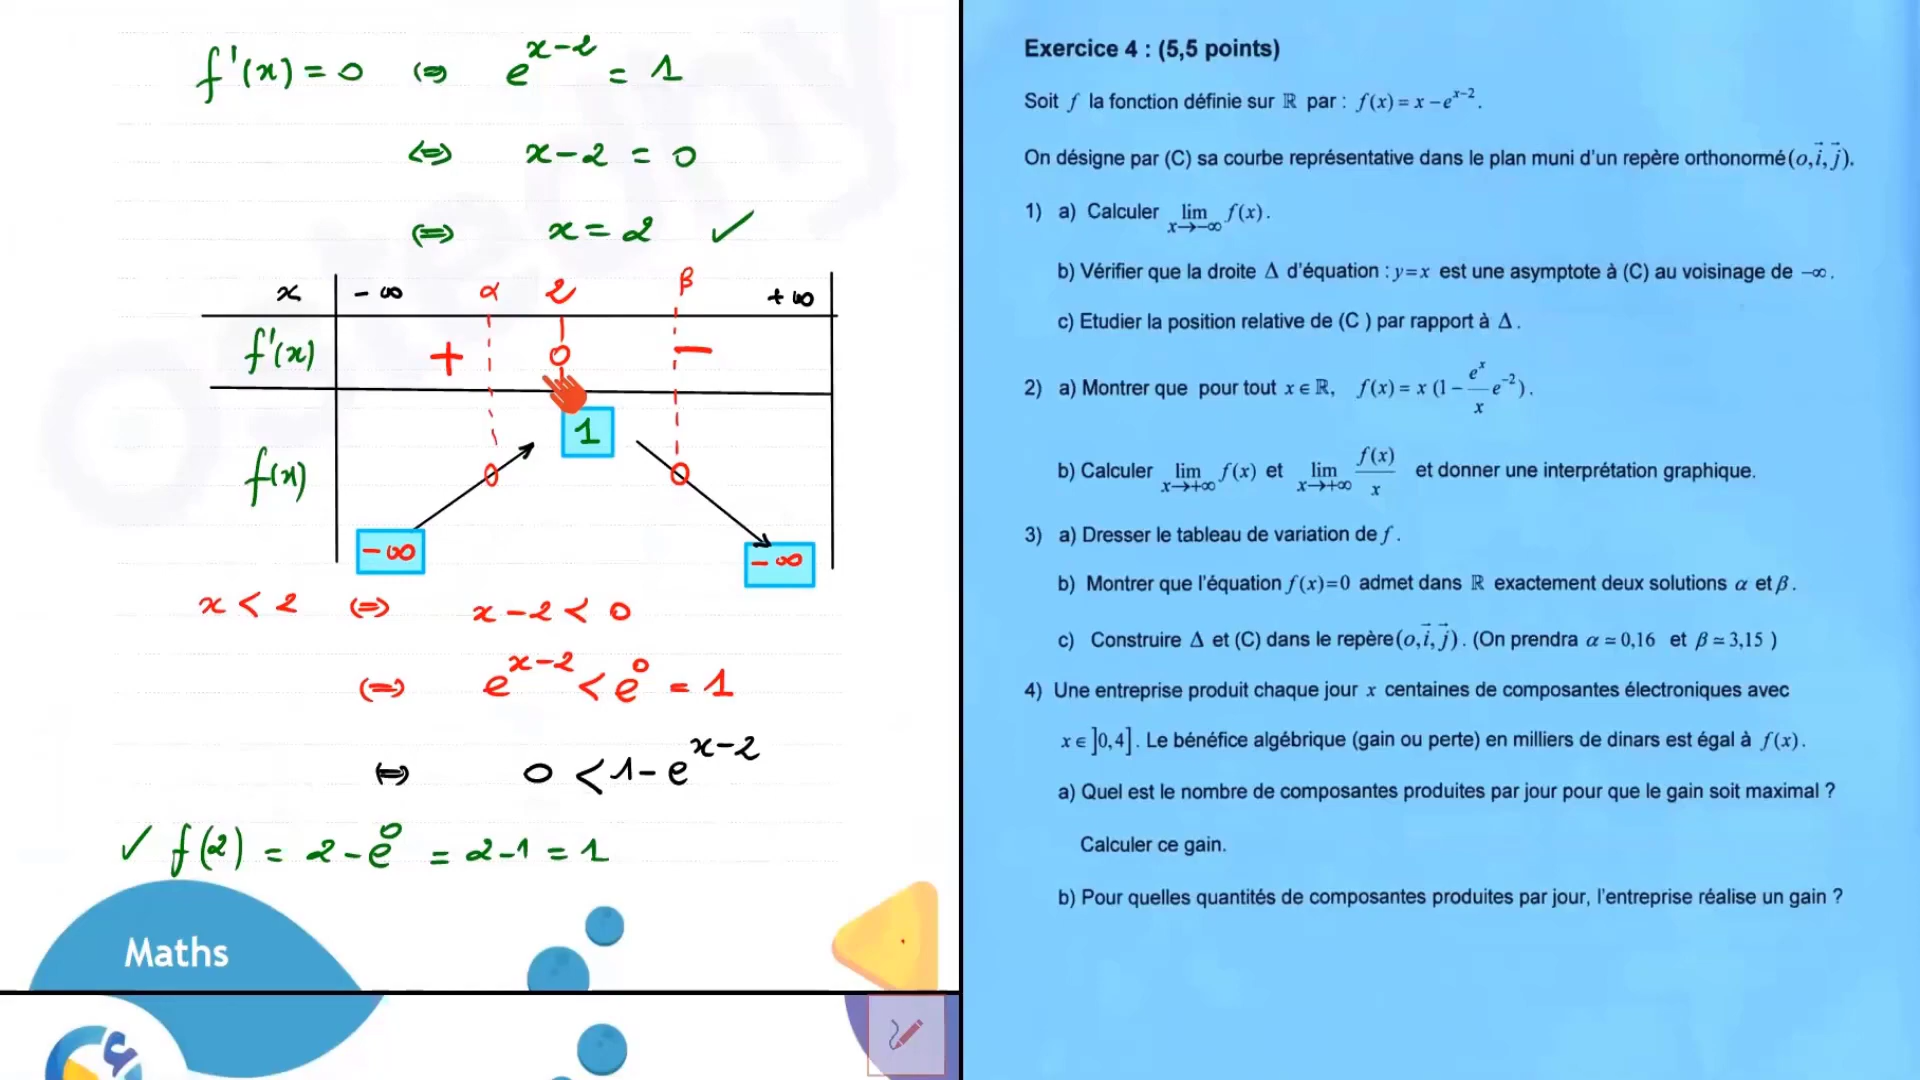 f'(x) = 0 ⇔ e^{x-2} = 1
⇔ x-2 = 0
⇔ x = 2 ✓
x -∞ α 2 β +∞
f'(x) + 0 -
1
f(x) 0 0
-∞ -∞
x < 2 ⇔ x-2 < 0
⇔ e^{x-2} < e^0 = 1
⇔ 0 < 1-e^{x-2}
✓ f(2) = 2-e^0 = 2-1 = 1
Maths
Exercice 4 : (5,5 points)
Soit f la fonction définie sur ℝ par : f(x) = x-e^{x-2}.
On désigne par (C) sa courbe représentative dans le plan muni d'un repère orthonormé (o,i⃗,j⃗).
1) a) Calculer lim_{x→-∞} f(x).
b) Vérifier que la droite Δ d'équation : y=x est une asymptote à (C) au voisinage de -∞.
c) Etudier la position relative de (C ) par rapport à Δ.
2) a) Montrer que pour tout x∈ℝ, f(x) = x (1-\frac{e^x}{x}e^{-2}).
b) Calculer lim_{x→+∞} f(x) et lim_{x→+∞} \frac{f(x)}{x} et donner une interprétation graphique.
3) a) Dresser le tableau de variation de f.
b) Montrer que l'équation f(x)=0 admet dans ℝ exactement deux solutions α et β.
c) Construire Δ et (C) dans le repère (o,i⃗,j⃗). (On prendra α ≃ 0,16 et β ≃ 3,15 )
4) Une entreprise produit chaque jour x centaines de composantes électroniques avec
x∈]0,4]. Le bénéfice algébrique (gain ou perte) en milliers de dinars est égal à f(x).
a) Quel est le nombre de composantes produites par jour pour que le gain soit maximal ?
Calculer ce gain.
b) Pour quelles quantités de composantes produites par jour, l'entreprise réalise un gain ?